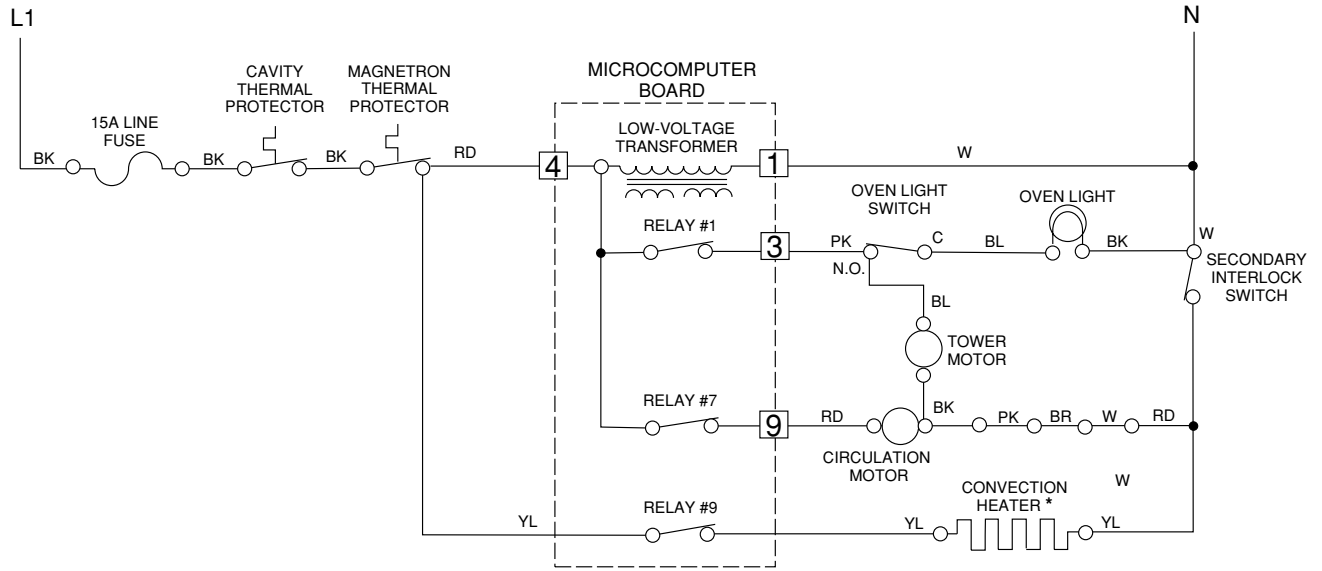 L1
N
CAVITY
THERMAL
PROTECTOR
MAGNETRON
THERMAL
PROTECTOR
MICROCOMPUTER
BOARD
15A LINE
FUSE
LOW-VOLTAGE
TRANSFORMER
BK
BK
BK
RD
4
1
W
OVEN LIGHT
SWITCH
OVEN LIGHT
RELAY #1
3
PK
C
BL
BK
W
N.O.
SECONDARY
INTERLOCK
SWITCH
BL
TOWER
MOTOR
RELAY #7
9
RD
BK
PK
BR
W
RD
CIRCULATION
MOTOR
W
CONVECTION
HEATER *
RELAY #9
YL
YL
YL